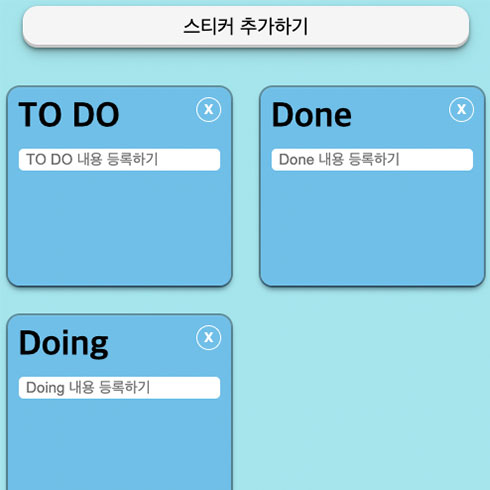 스티커 추가하기
TO DO
X
TO DO 내용 등록하기
Done
X
Done 내용 등록하기
Doing
X
Doing 내용 등록하기